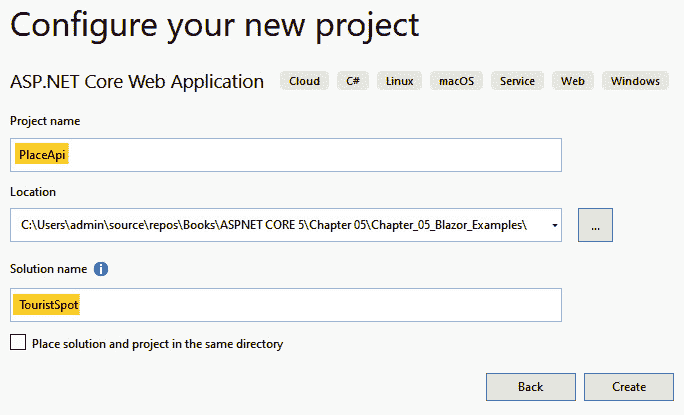 Configure your new project
ASP.NET Core Web Application Cloud C# Linux macOS Service Web Windows
Project name
PlaceApi
Location
C:\Users\admin\source\repos\Books\ASPNET CORE 5\Chapter 05\Chapter_05_Blazor_Examples\ ...
Solution name i
TouristSpot
Place solution and project in the same directory
Back Create